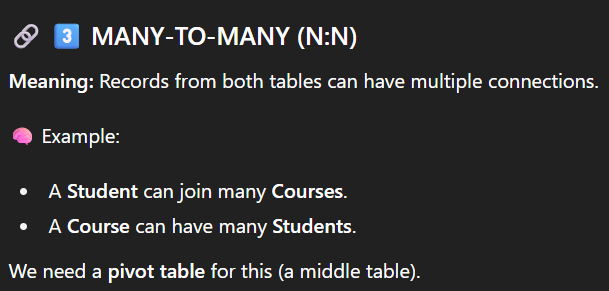 🔗 3️⃣ MANY-TO-MANY (N:N)
Meaning: Records from both tables can have multiple connections.
🧠 Example:
• A Student can join many Courses.
• A Course can have many Students.
We need a pivot table for this (a middle table).